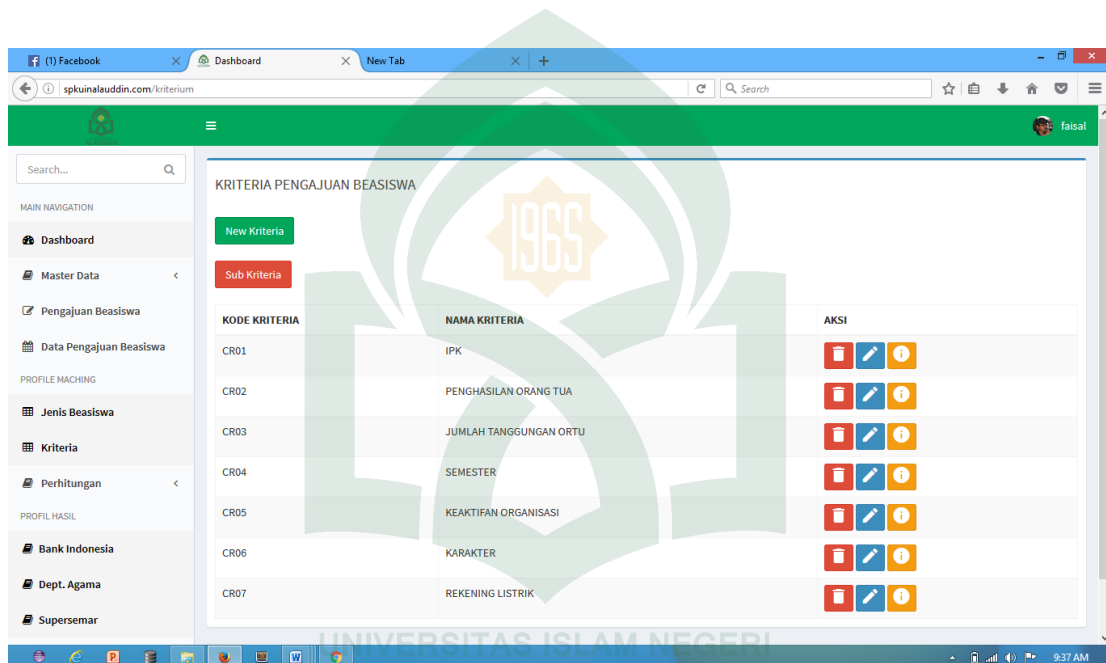 (1) Facebook
Dashboard
New Tab
spkuinalauddin.com/kriterium
Search
faisal
Search...
MAIN NAVIGATION
Dashboard
Master Data
Pengajuan Beasiswa
Data Pengajuan Beasiswa
PROFILE MACHING
Jenis Beasiswa
Kriteria
Perhitungan
PROFIL HASIL
Bank Indonesia
Dept. Agama
Supersemar
KRITERIA PENGAJUAN BEASISWA
1965
New Kriteria
Sub Kriteria
KODE KRITERIA NAMA KRITERIA AKSI
CR01 IPK
CR02 PENGHASILAN ORANG TUA
CR03 JUMLAH TANGGUNGAN ORTU
CR04 SEMESTER
CR05 KEAKTIFAN ORGANISASI
CR06 KARAKTER
CR07 REKENING LISTRIK
UNIVERSITAS ISLAM NEGERI
9:37 AM